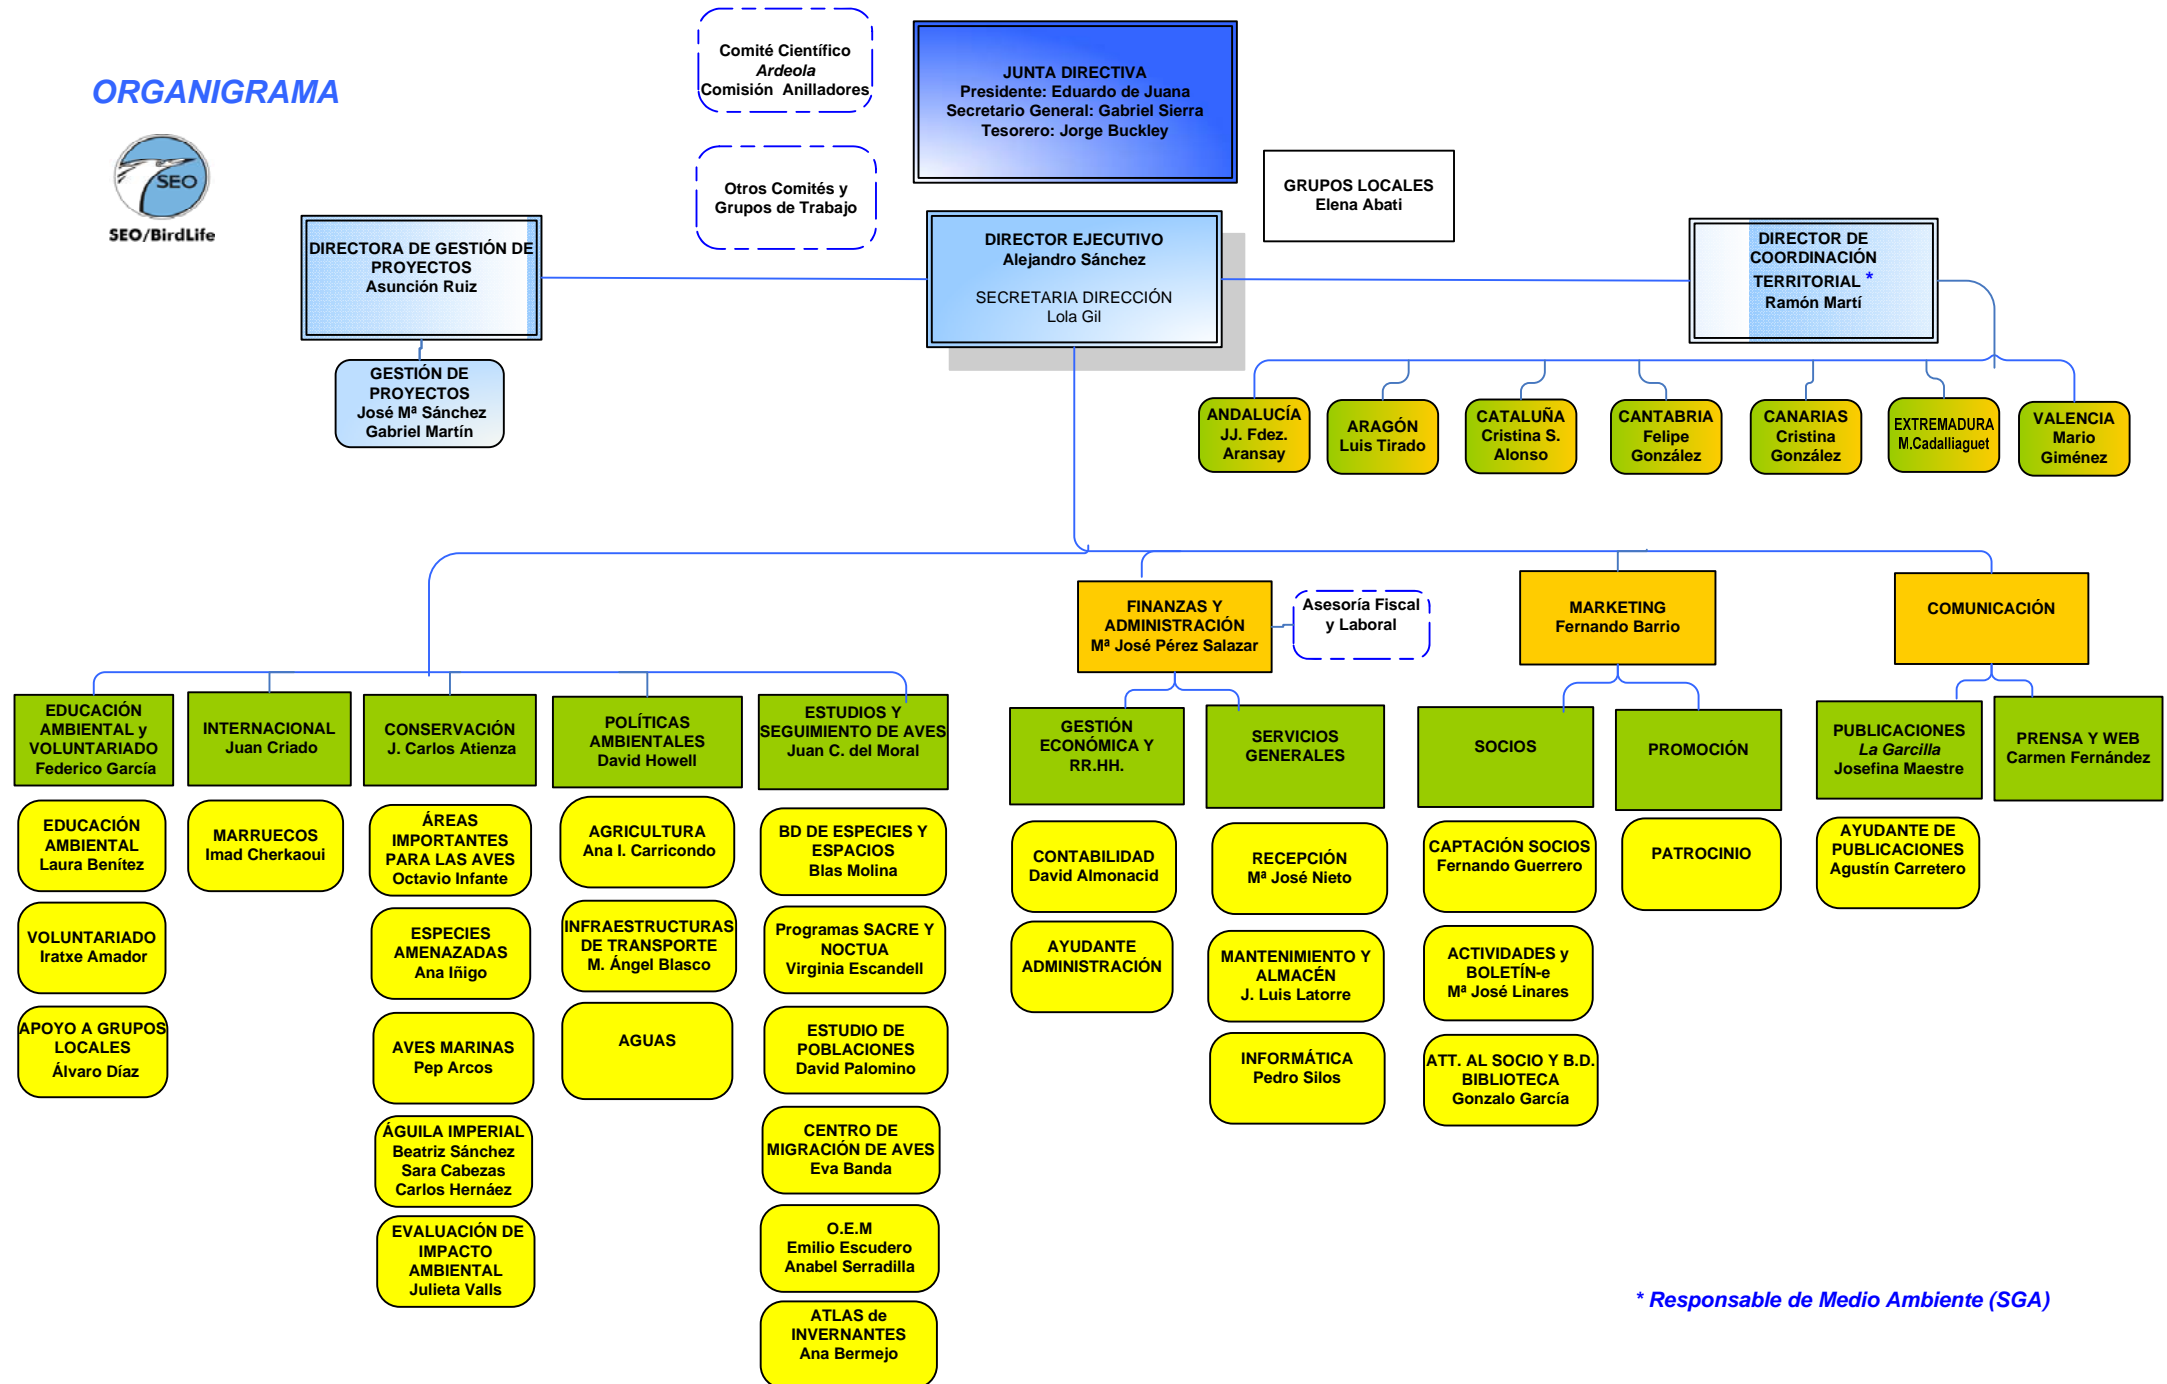 ORGANIGRAMA
SEO
SEO/BirdLife
Comité Científico
Ardeola
Comisión Anilladores
Otros Comités y
Grupos de Trabajo
JUNTA DIRECTIVA
Presidente: Eduardo de Juana
Secretario General: Gabriel Sierra
Tesorero: Jorge Buckley
GRUPOS LOCALES
Elena Abati
DIRECTORA DE GESTIÓN DE
PROYECTOS
Asunción Ruiz
DIRECTOR EJECUTIVO
Alejandro Sánchez
SECRETARIA DIRECCIÓN
Lola Gil
DIRECTOR DE
COORDINACIÓN
TERRITORIAL *
Ramón Martí
GESTIÓN DE
PROYECTOS
José Mª Sánchez
Gabriel Martín
ANDALUCÍA
JJ. Fdez.
Aransay
ARAGÓN
Luis Tirado
CATALUÑA
Cristina S.
Alonso
CANTABRIA
Felipe
González
CANARIAS
Cristina
González
EXTREMADURA
M.Cadalliaguet
VALENCIA
Mario
Giménez
FINANZAS Y
ADMINISTRACIÓN
Mª José Pérez Salazar
Asesoría Fiscal
y Laboral
MARKETING
Fernando Barrio
COMUNICACIÓN
EDUCACIÓN
AMBIENTAL y
VOLUNTARIADO
Federico García
INTERNACIONAL
Juan Criado
CONSERVACIÓN
J. Carlos Atienza
POLÍTICAS
AMBIENTALES
David Howell
ESTUDIOS Y
SEGUIMIENTO DE AVES
Juan C. del Moral
GESTIÓN
ECONÓMICA Y
RR.HH.
SERVICIOS
GENERALES
SOCIOS
PROMOCIÓN
PUBLICACIONES
La Garcilla
Josefina Maestre
PRENSA Y WEB
Carmen Fernández
EDUCACIÓN
AMBIENTAL
Laura Benítez
VOLUNTARIADO
Iratxe Amador
APOYO A GRUPOS
LOCALES
Álvaro Díaz
MARRUECOS
Imad Cherkaoui
ÁREAS
IMPORTANTES
PARA LAS AVES
Octavio Infante
ESPECIES
AMENAZADAS
Ana Iñigo
AVES MARINAS
Pep Arcos
ÁGUILA IMPERIAL
Beatriz Sánchez
Sara Cabezas
Carlos Hernáez
EVALUACIÓN DE
IMPACTO
AMBIENTAL
Julieta Valls
AGRICULTURA
Ana I. Carricondo
INFRAESTRUCTURAS
DE TRANSPORTE
M. Ángel Blasco
AGUAS
BD DE ESPECIES Y
ESPACIOS
Blas Molina
Programas SACRE Y
NOCTUA
Virginia Escandell
ESTUDIO DE
POBLACIONES
David Palomino
CENTRO DE
MIGRACIÓN DE AVES
Eva Banda
O.E.M
Emilio Escudero
Anabel Serradilla
ATLAS de
INVERNANTES
Ana Bermejo
CONTABILIDAD
David Almonacid
AYUDANTE
ADMINISTRACIÓN
RECEPCIÓN
Mª José Nieto
MANTENIMIENTO Y
ALMACÉN
J. Luis Latorre
INFORMÁTICA
Pedro Silos
CAPTACIÓN SOCIOS
Fernando Guerrero
ACTIVIDADES y
BOLETÍN-e
Mª José Linares
ATT. AL SOCIO Y B.D.
BIBLIOTECA
Gonzalo García
PATROCINIO
AYUDANTE DE
PUBLICACIONES
Agustín Carretero
* Responsable de Medio Ambiente (SGA)